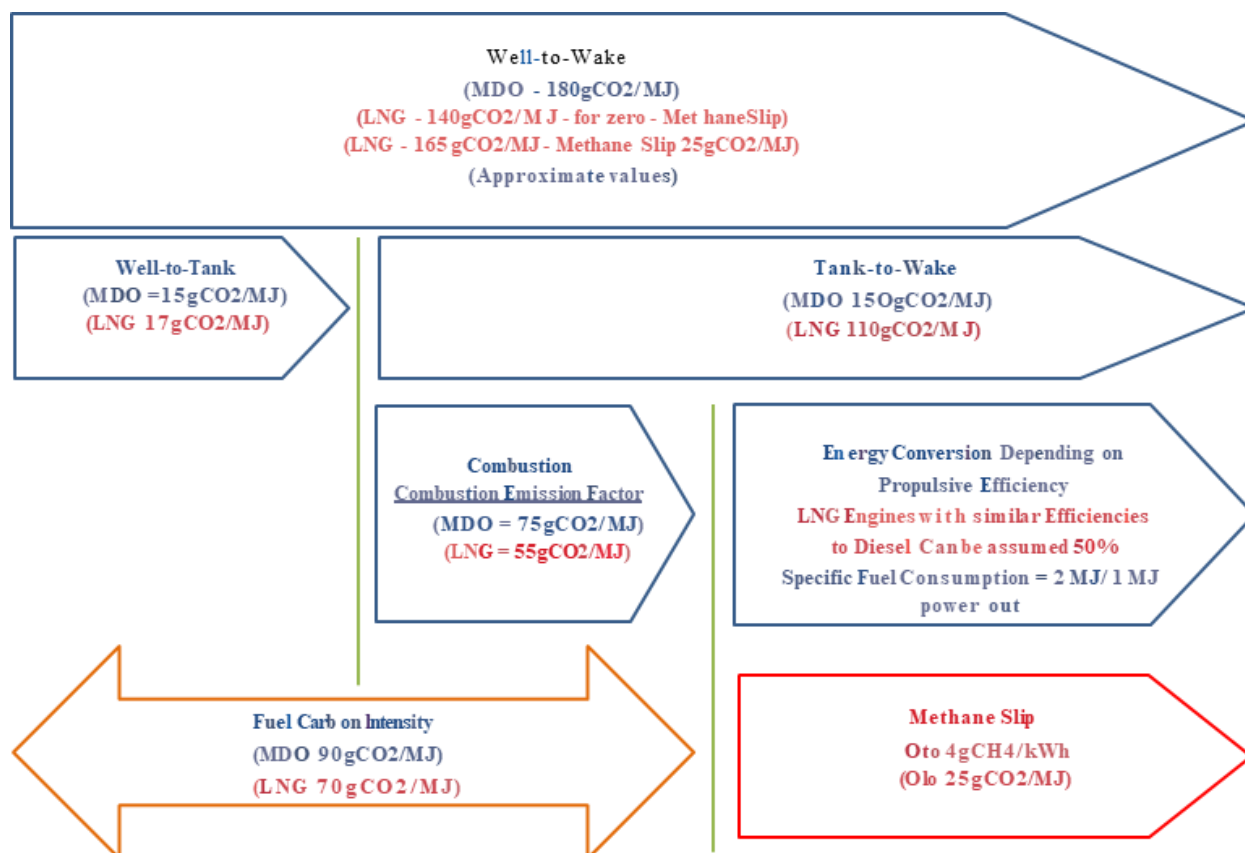 Well-to-Wake
(MDO - 180gCO2/MJ)
(LNG - 140gCO2/M J - for zero - Met haneSlip)
(LNG - 165 gCO2/MJ - Methane Slip 25gCO2/MJ)
(Approximate values)
Well-to-Tank
(MDO =15gCO2/MJ)
(LNG 17gCO2/MJ)
Tank-to-Wake
(MDO 15OgCO2/MJ)
(LNG 110gCO2/M J)
Combustion
Combustion Emission Factor
(MDO = 75gCO2/MJ)
(LNG = 55gCO2/MJ)
En ergy Conversion Depending on
Propulsive Efficiency
LNG Engines with similar Efficiencies
to Diesel Can be assumed 50%
Specific Fuel Consumption = 2 MJ/ 1 MJ
power out
Fuel Carb on Intensity
(MDO 90gCO2/MJ)
(LNG 70gCO2/MJ)
Methane Slip
Oto 4gCH4/kWh
(Olo 25gCO2/MJ)